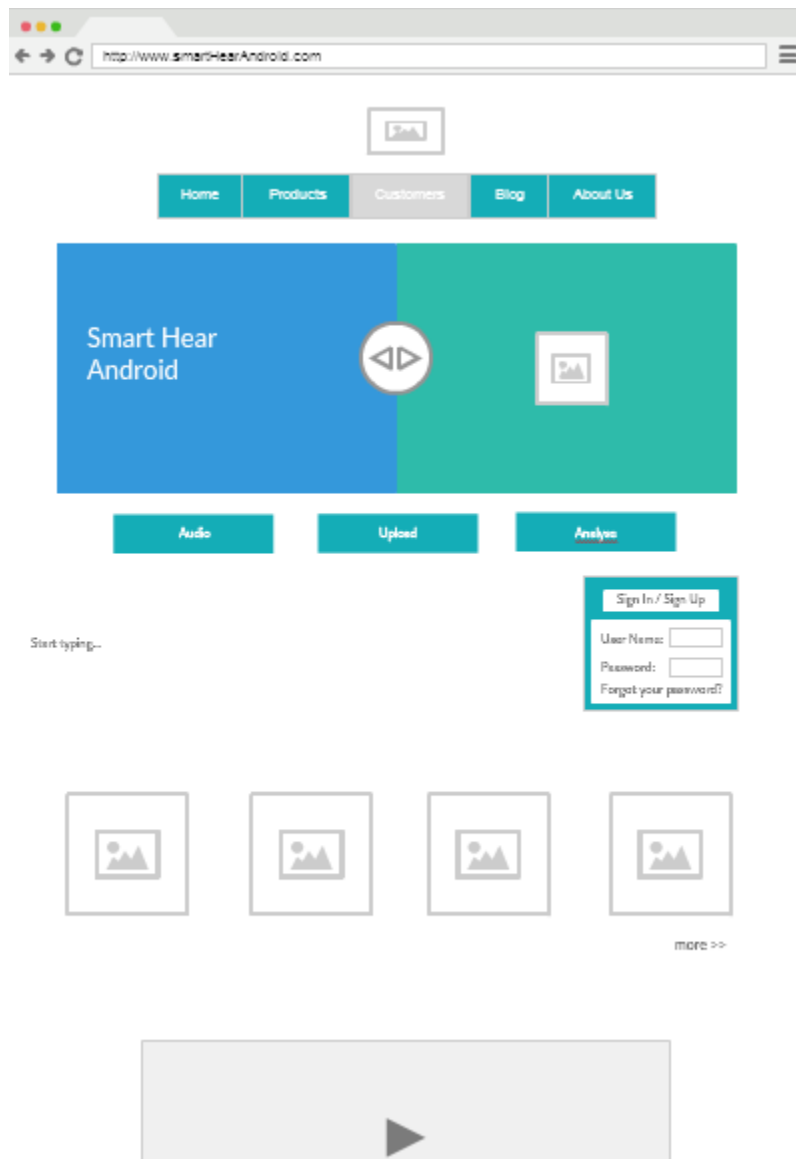 http://www.smartHearAndroid.com
Home Products Customers Blog About Us
Smart Hear
Android
Audio Upload Analyse
Sign In / Sign Up
Start typing...
User Name:
Password:
Forgot your password?
more >>